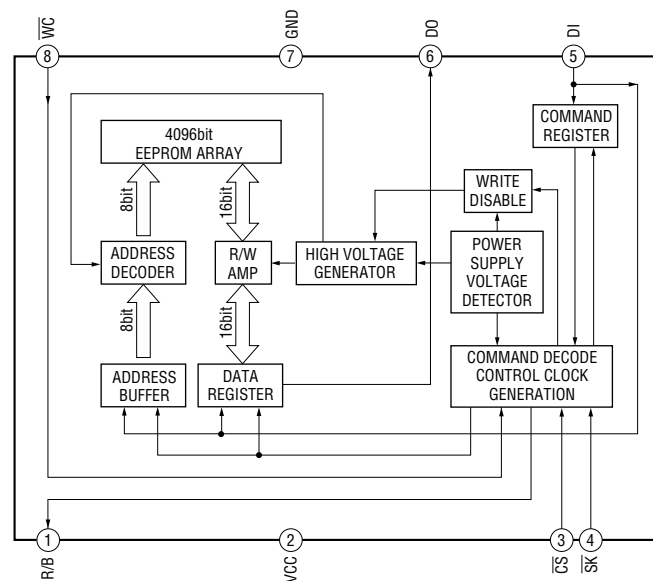 WC
GND
DO
DI
8
7
6
5
4096bit
EEPROM ARRAY
COMMAND
REGISTER
8bit
16bit
WRITE
DISABLE
ADDRESS
DECODER
R/W
AMP
HIGH VOLTAGE
GENERATOR
POWER
SUPPLY
VOLTAGE
DETECTOR
8bit
16bit
ADDRESS
BUFFER
DATA
REGISTER
COMMAND DECODE
CONTROL CLOCK
GENERATION
1
2
3
4
R/B
VCC
CS
SK